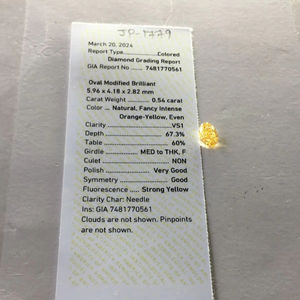 JP-1779
March 20, 2024
Report Type...............Colored
Diamond Grading Report
GIA Report No ...... 7481770561
Oval Modified Brilliant
5.96 x 4.18 x 2.82 mm
Carat Weight .............. 0.54 carat
Color ... Natural, Fancy Intense
Orange-Yellow, Even
Clarity ............................... VS1
Depth ............................ 67.3%
Table ................................ 60%
Girdle ............ MED to THK, F
Culet .............................. NON
Polish ..................... Very Good
Symmetry ..................... Good
Fluorescence ... Strong Yellow
Clarity Char: Needle
Ins: GIA 7481770561
Clouds are not shown. Pinpoints
are not shown.